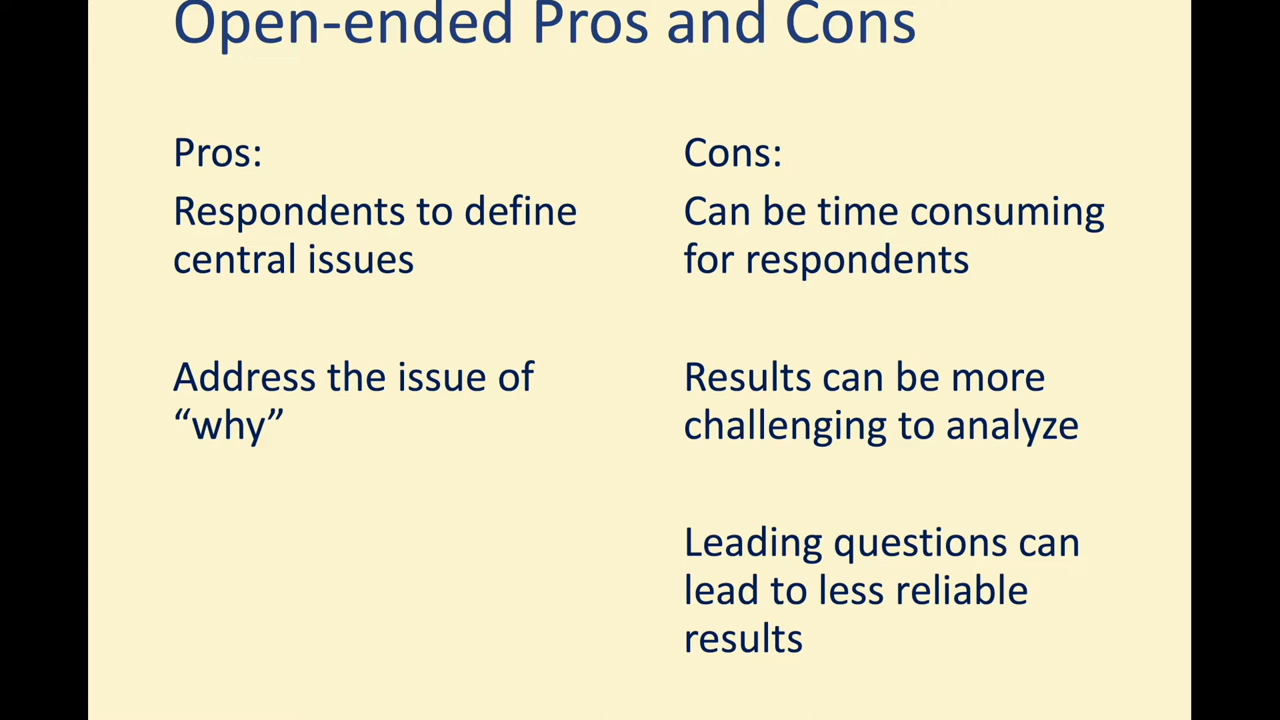 Open-ended Pros and Cons
Pros:
Respondents to define
central issues
Address the issue of
“why”
Cons:
Can be time consuming
for respondents
Results can be more
challenging to analyze
Leading questions can
lead to less reliable
results